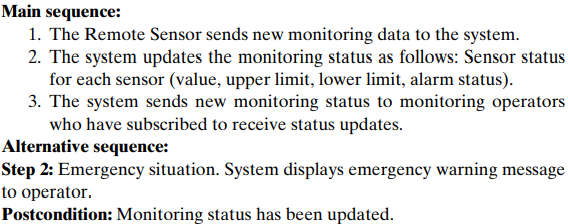 Main sequence:
1. The Remote Sensor sends new monitoring data to the system.
2. The system updates the monitoring status as follows: Sensor status
for each sensor (value, upper limit, lower limit, alarm status).
3. The system sends new monitoring status to monitoring operators
who have subscribed to receive status updates.
Alternative sequence:
Step 2: Emergency situation. System displays emergency warning message
to operator.
Postcondition: Monitoring status has been updated.